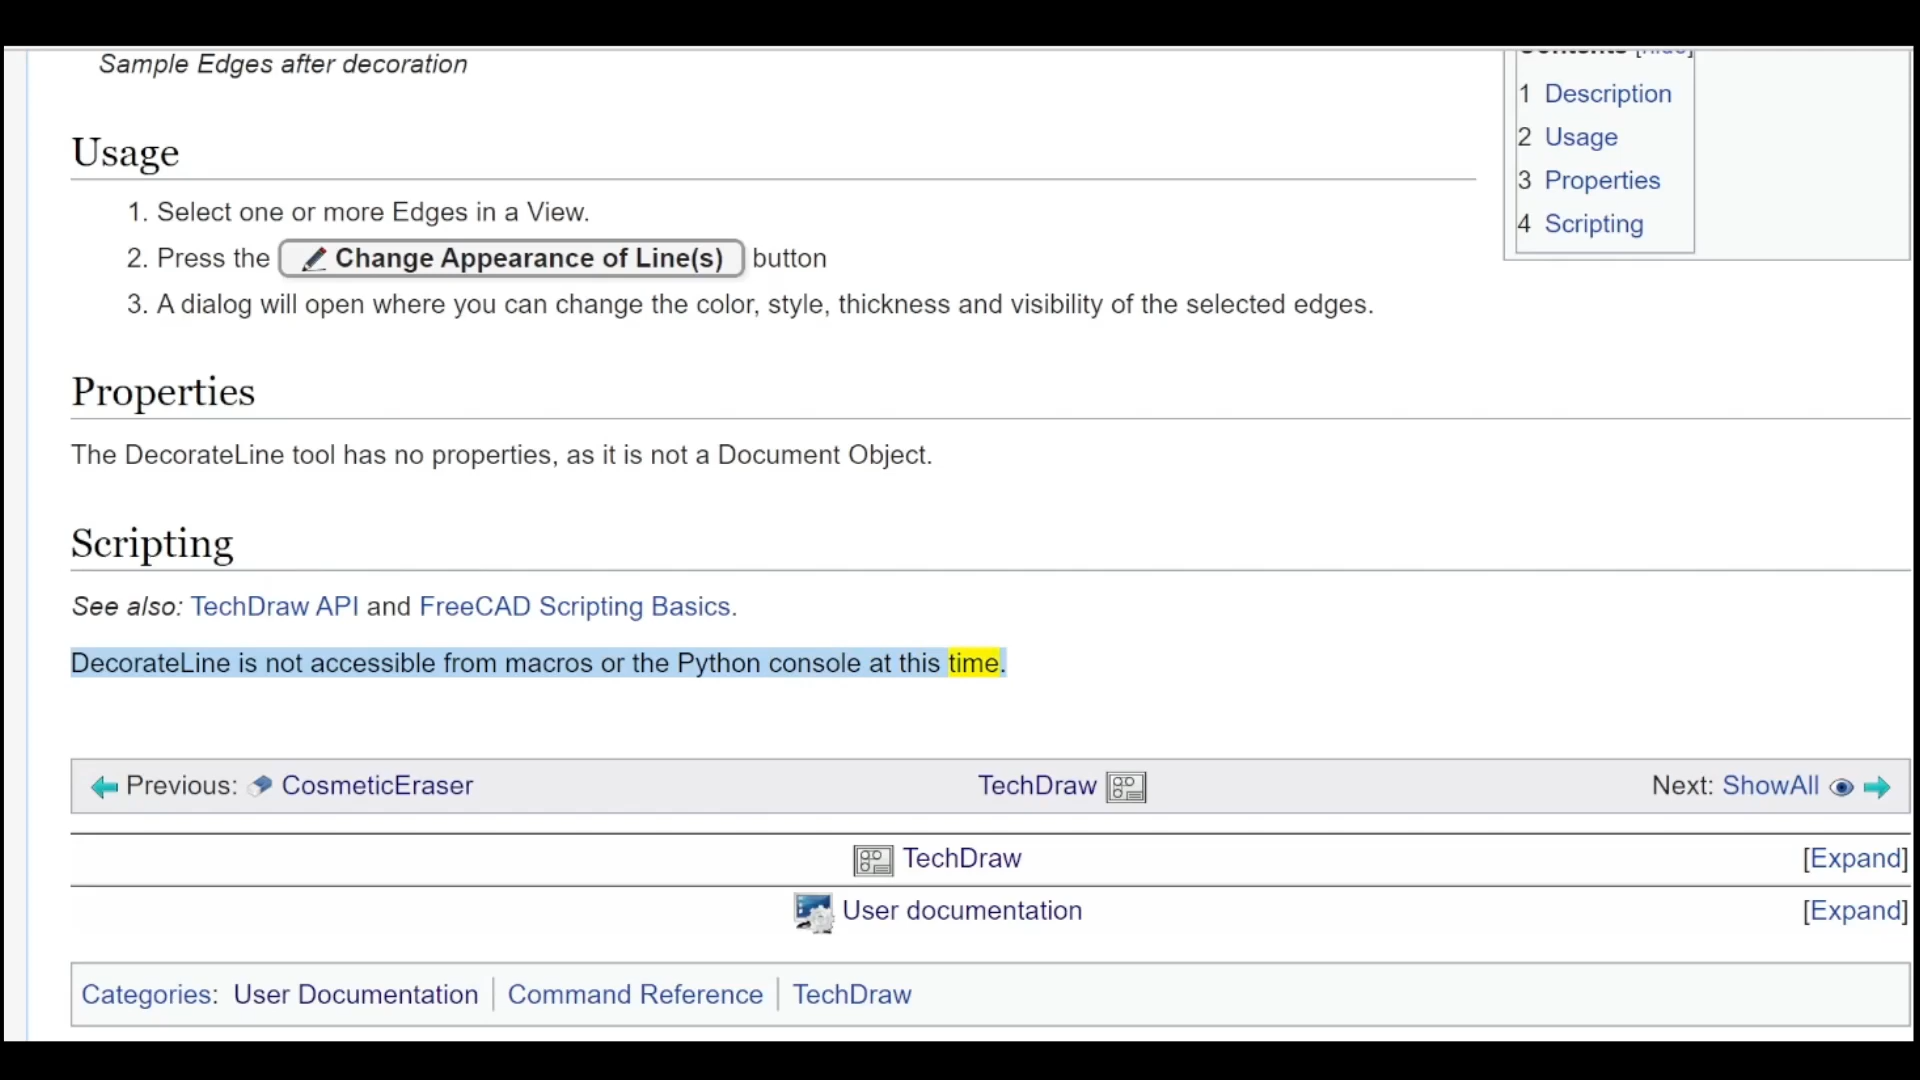 Sample Edges after decoration
Contents [hide]
1 Description
2 Usage
3 Properties
4 Scripting
Usage
1. Select one or more Edges in a View.
2. Press the Change Appearance of Line(s) button
3. A dialog will open where you can change the color, style, thickness and visibility of the selected edges.
Properties
The DecorateLine tool has no properties, as it is not a Document Object.
Scripting
See also: TechDraw API and FreeCAD Scripting Basics.
DecorateLine is not accessible from macros or the Python console at this time.
Previous: CosmeticEraser TechDraw Next: ShowAll
TechDraw [Expand]
User documentation [Expand]
Categories: User Documentation | Command Reference | TechDraw